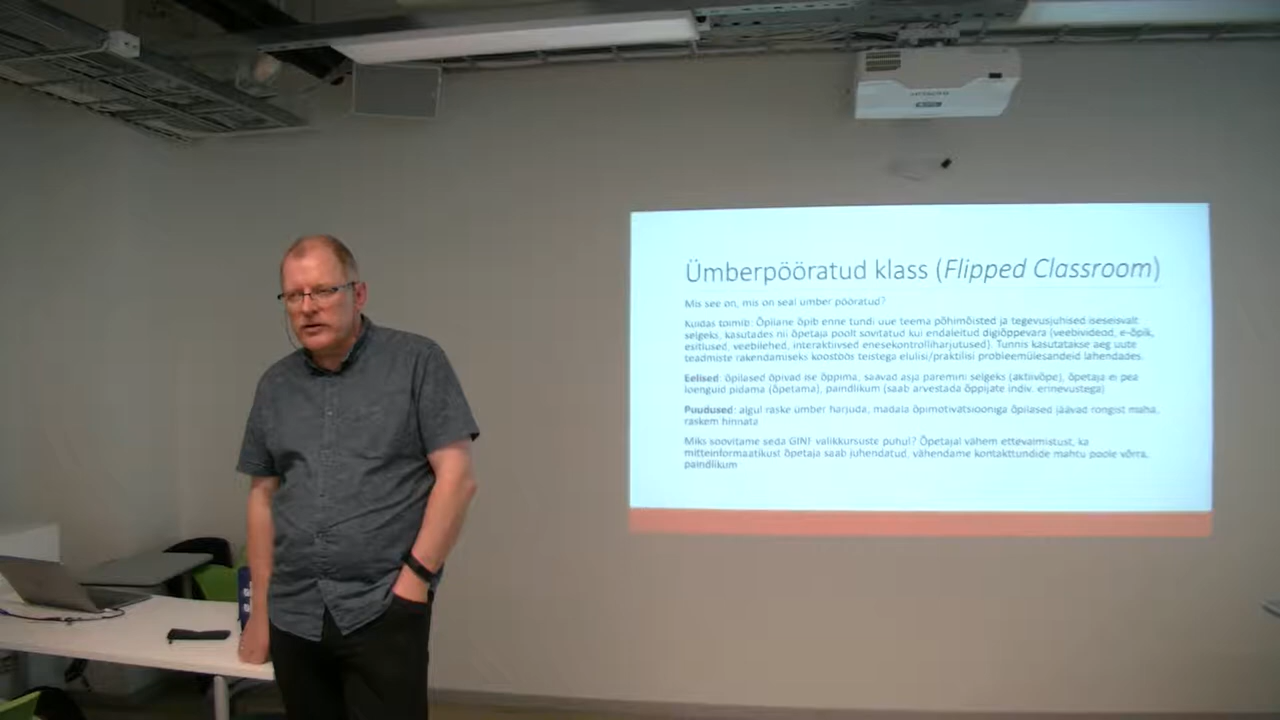 HITACHI
Ümberpööratud klass (Flipped Classroom)
Mis see on, mis on seal ümber pööratud?
Kuidas toimib: Õpilane õpib enne tundi uue teema põhimõisted ja tegevusjuhised iseseisvalt
selgeks, kasutades nii õpetaja poolt soovitatud kui endaleitud digiõppevara (veebivideod, e-õpik,
esitlused, veebilehed, interaktiivsed enesekontrolliharjutused). Tunnis kasutatakse aeg uute
teadmiste rakendamiseks koostöös teistega elulisi/praktilisi probleemülesandeid lahendades.
Eelised: õpilased õpivad ise õppima, saavad asja paremini selgeks (aktiivõpe), õpetaja ei pea
loenguid pidama (õpetama), paindlikum (saab arvestada õppijate indiv. erinevustega)
Puudused: algul raske ümber harjuda, madala õpimotivatsiooniga õpilased jäävad rongist maha,
raskem hinnata
Miks soovitame seda GINF valikkursuste puhul? Õpetajal vähem ettevalmistust, ka
mitteinformaatikust õpetaja saab juhendatud, vähendame kontakttundide mahtu poole võrra,
paindlikum